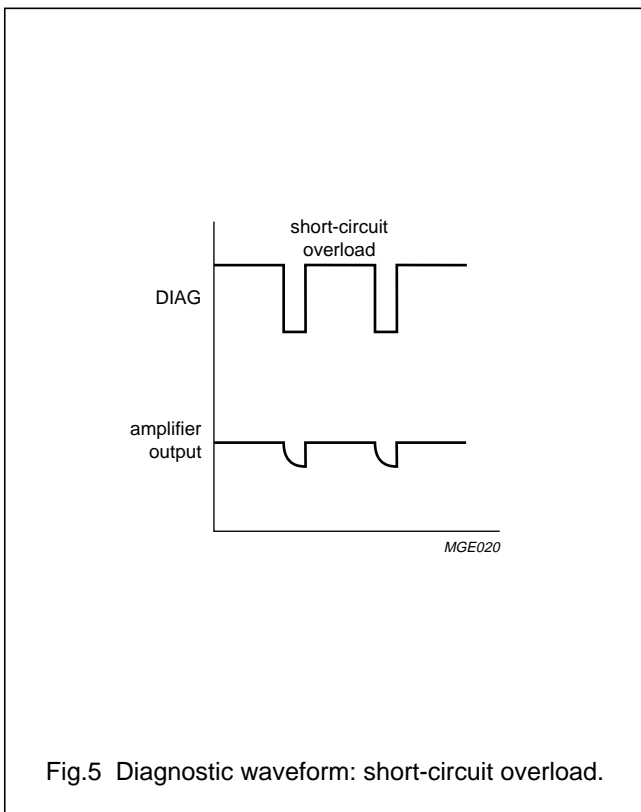 short-circuit
overload
DIAG
amplifier
output
MGE020
Fig.5 Diagnostic waveform: short-circuit overload.